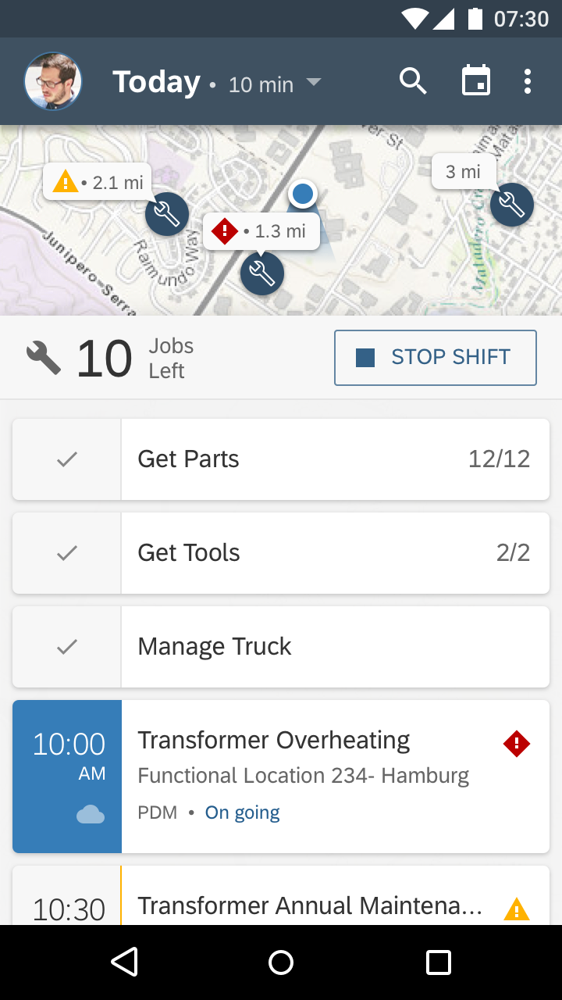 07:30
Today • 10 min
ver St
Matadero Cr
• 2.1 mi
3 mi
• 1.3 mi
Junipero-Serra
Raimundo Way
10 Jobs Left
STOP SHIFT
Get Parts 12/12
Get Tools 2/2
Manage Truck
10:00 AM
Transformer Overheating
Functional Location 234- Hamburg
PDM • On going
10:30
Transformer Annual Maintena...